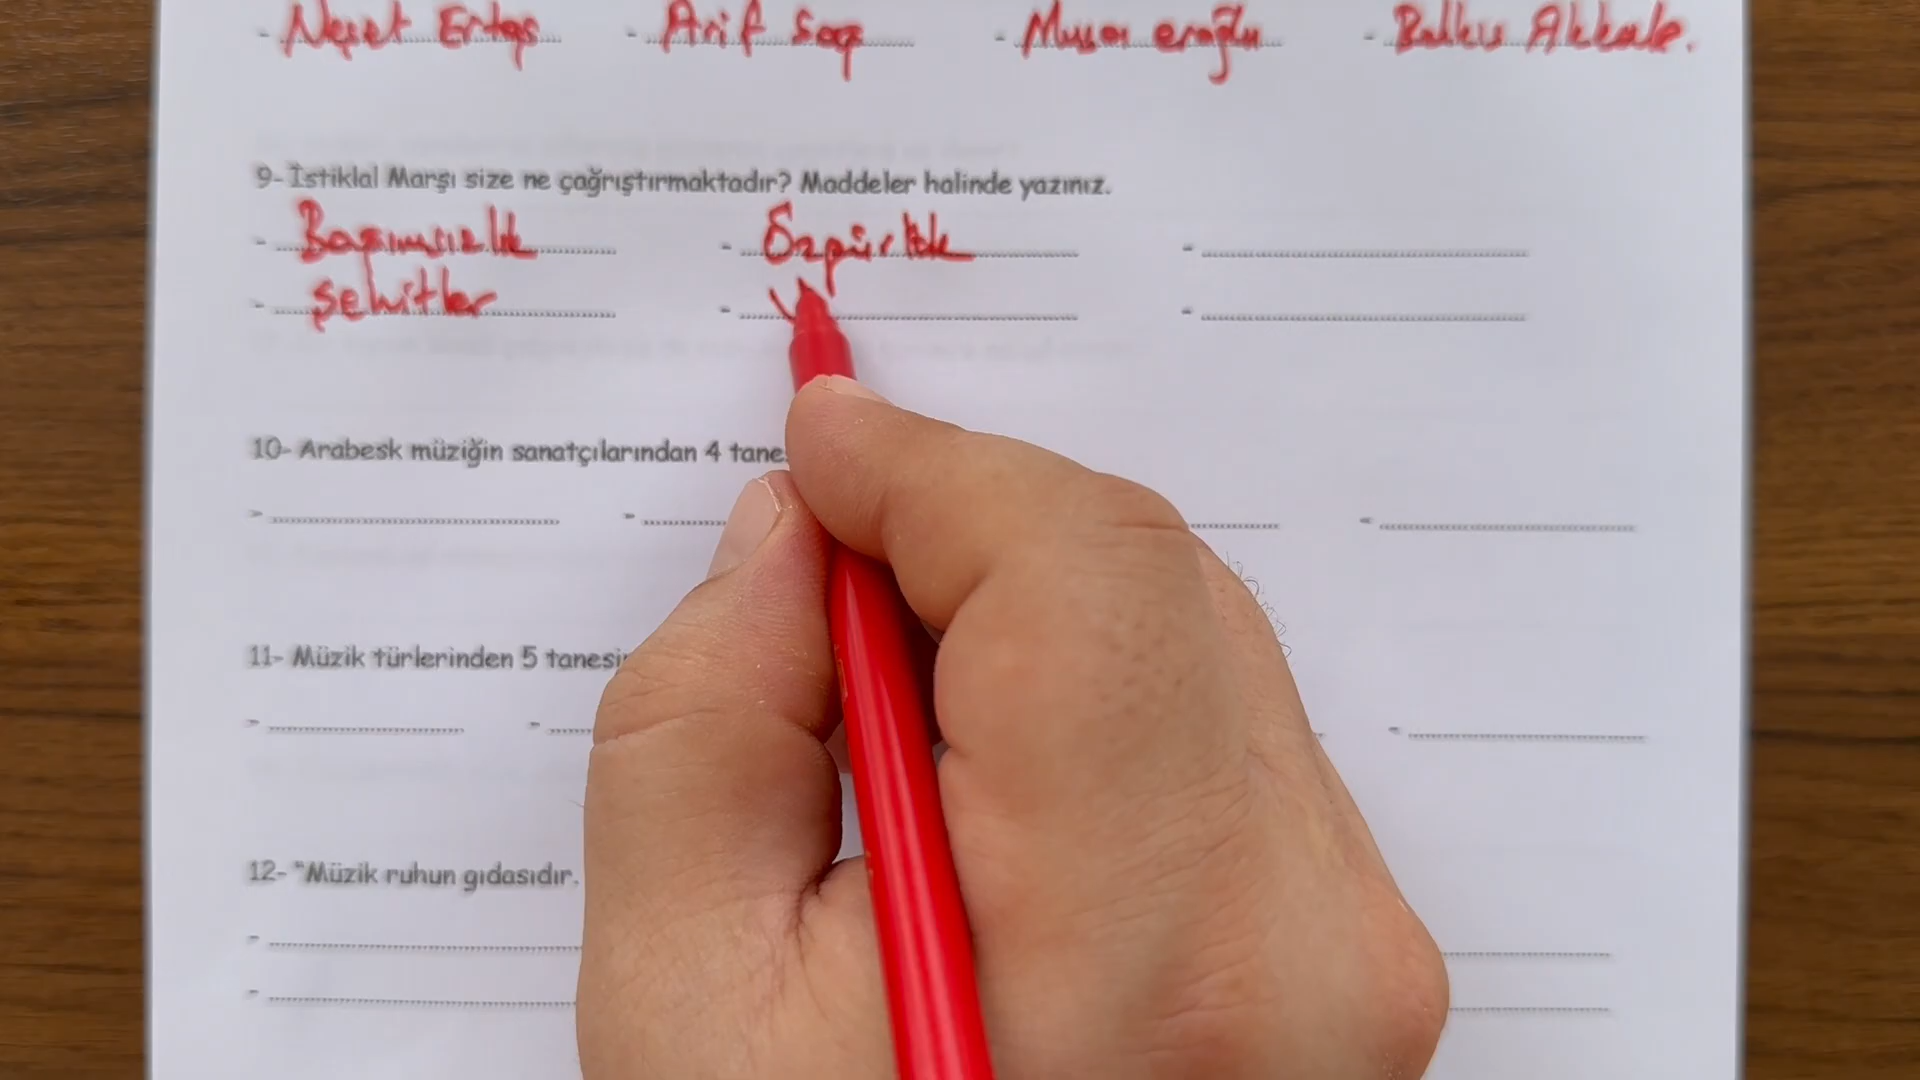 - Neşet Ertaş - Arif Sağ - Musa eroğlu - Belkıs Akkale.
9- İstiklal Marşı size ne çağrıştırmaktadır? Maddeler halinde yazınız.
- Bağımsızlık - Özgürlük -
- Şehitler - -
10- Arabesk müziğin sanatçılarından 4 tane
- - -
11- Müzik türlerinden 5 tanesi
- - -
12- "Müzik ruhun gıdasıdır.
-
-